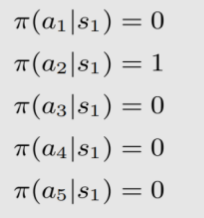 π(a₁|s₁) = 0
π(a₂|s₁) = 1
π(a₃|s₁) = 0
π(a₄|s₁) = 0
π(a₅|s₁) = 0